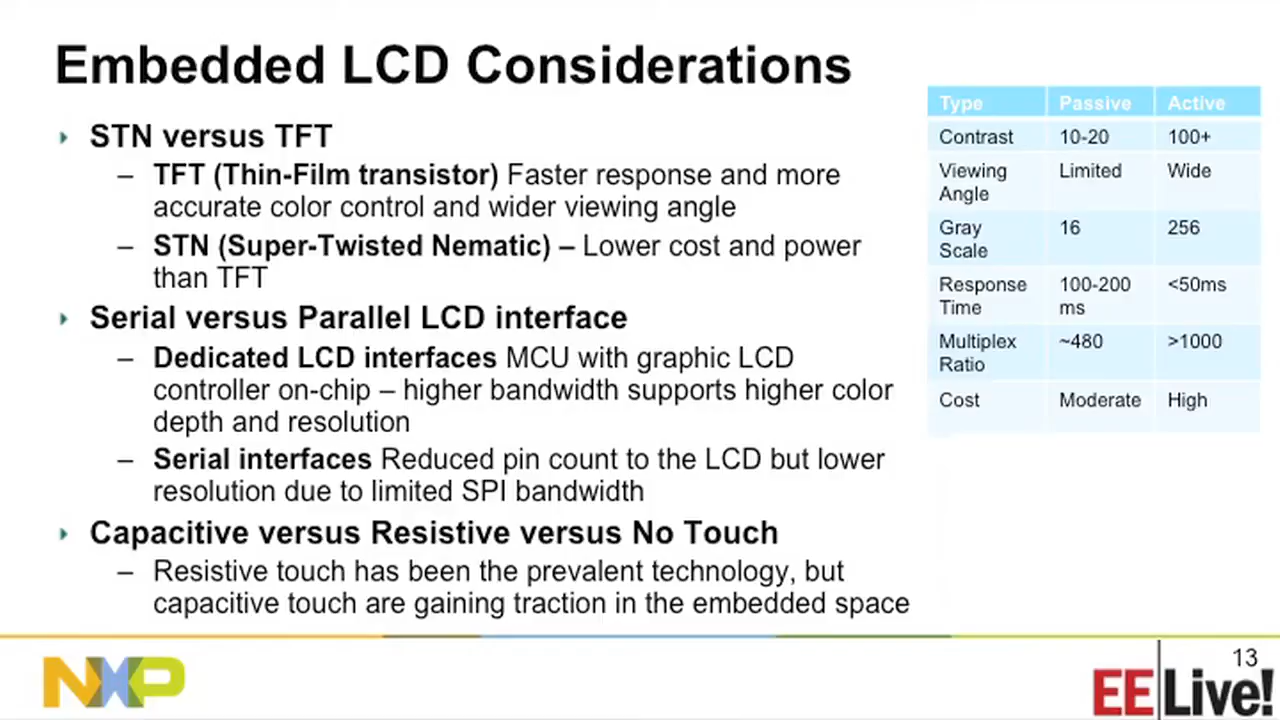 Embedded LCD Considerations
STN versus TFT
– TFT (Thin-Film transistor) Faster response and more
accurate color control and wider viewing angle
– STN (Super-Twisted Nematic) – Lower cost and power
than TFT
Serial versus Parallel LCD interface
– Dedicated LCD interfaces MCU with graphic LCD
controller on-chip – higher bandwidth supports higher color
depth and resolution
– Serial interfaces Reduced pin count to the LCD but lower
resolution due to limited SPI bandwidth
Capacitive versus Resistive versus No Touch
– Resistive touch has been the prevalent technology, but
capacitive touch are gaining traction in the embedded space
Type Passive Active
Contrast 10-20 100+
Viewing Limited Wide
Angle
Gray 16 256
Scale
Response 100-200 <50ms
Time ms
Multiplex ~480 >1000
Ratio
Cost Moderate High
NXP
13
EE Live!